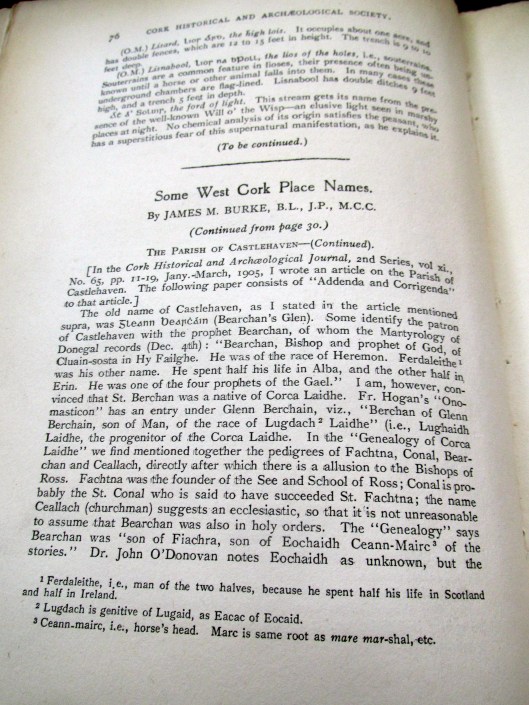 76
CORK HISTORICAL AND ARCHÆOLOGICAL SOCIETY.
(O.M.) Lisard, Lıor áꞃo, the high liois. It occupies about one acre, and
has double fences, which are 12 to 15 feet in height. The trench is 9 to 10
feet deep.
(O.M.) Lisnabool, the lios of the holes, i.e., souterrains.
Souterrains are a common feature in lioses, their presence often being un-
known until a horse or other animal falls into them. In many cases the
underground chambers are flag-lined. Lisnabool has double ditches 9 feet
high, and a trench 5 feet in depth.
the ford of light. This stream gets its name from the pre-
sence of the well-known Will o' the Wisp—an elusive light seen in marshy
places at night. No chemical analysis of its origin satisfies the peasant, who
has a superstitious fear of this supernatural manifestation, as he explains it.
(To be continued.)
Some West Cork Place Names.
By JAMES M. BURKE, B.L., J.P., M.C.C.
(Continued from page 30.)
THE PARISH OF CASTLEHAVEN—(Continued).
[In the Cork Historical and Archæological Journal, 2nd Series, vol xi.,
No. 65, pp. 11-19, Jany.-March, 1905, I wrote an article on the Parish of
Castlehaven. The following paper consists of "Addenda and Corrigenda"
to that article.]
The old name of Castlehaven, as I stated in the article mentioned
supra, was (Bearchan's Glen). Some identify the patron
of Castlehaven with the prophet Bearchan, of whom the Martyrology of
Donegal records (Dec. 4th): "Bearchan, Bishop and prophet of God, of
Cluain-sosta in Hy Failghe. He was of the race of Heremon. Ferdaleithe¹
was his other name. He spent half his life in Alba, and the other half in
Erin. He was one of the four prophets of the Gael." I am, however, con-
vinced that St. Berchan was a native of Corca Laidhe. Fr. Hogan's "Ono-
masticon" has an entry under Glenn Berchain, viz., "Berchan of Glenn
Berchain, son of Man, of the race of Lugdach² Laidhe" (i.e., Lughaidh
Laidhe, the progenitor of the Corca Laidhe. In the "Genealogy of Corca
Laidhe" we find mentioned together the pedigrees of Fachtna, Conal, Bear-
chan and Ceallach, directly after which there is a allusion to the Bishops of
Ross. Fachtna was the founder of the See and School of Ross; Conal is pro-
bably the St. Conal who is said to have succeeded St. Fachtna; the name
Ceallach (churchman) suggests an ecclesiastic, so that it is not unreasonable
to assume that Bearchan was also in holy orders. The "Genealogy" says
Bearchan was "son of Fiachra, son of Eochaidh Ceann-Mairc³ of the
stories." Dr. John O'Donovan notes Eochaidh as unknown, but the
¹ Ferdaleithe, i.e., man of the two halves, because he spent half his life in Scotland
and half in Ireland.
² Lugdach is genitive of Lugaid, as Eacac of Eocaid.
³ Ceann-mairc, i.e., horse's head. Marc is same root as mare mar-shal, etc.